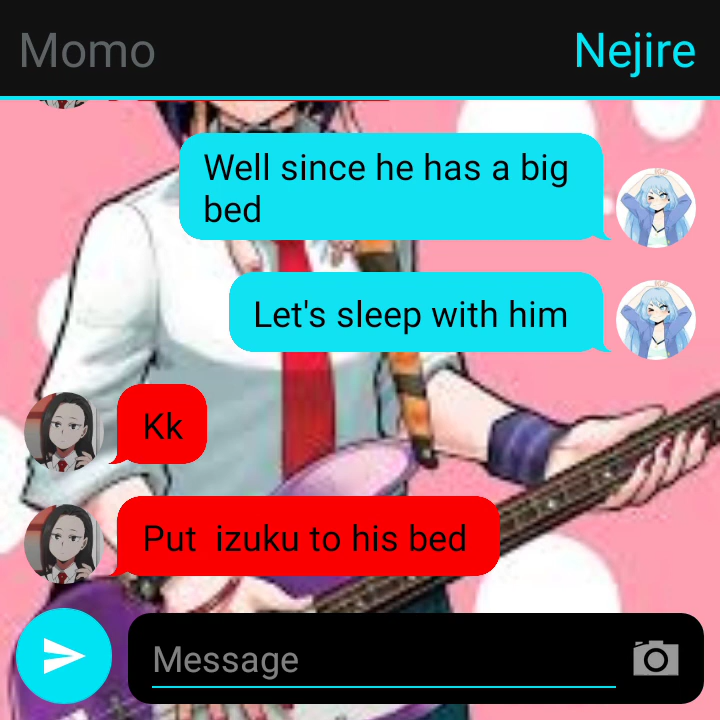 Momo
Nejire
Well since he has a big
bed
Let's sleep with him
Kk
Put  izuku to his bed
Message